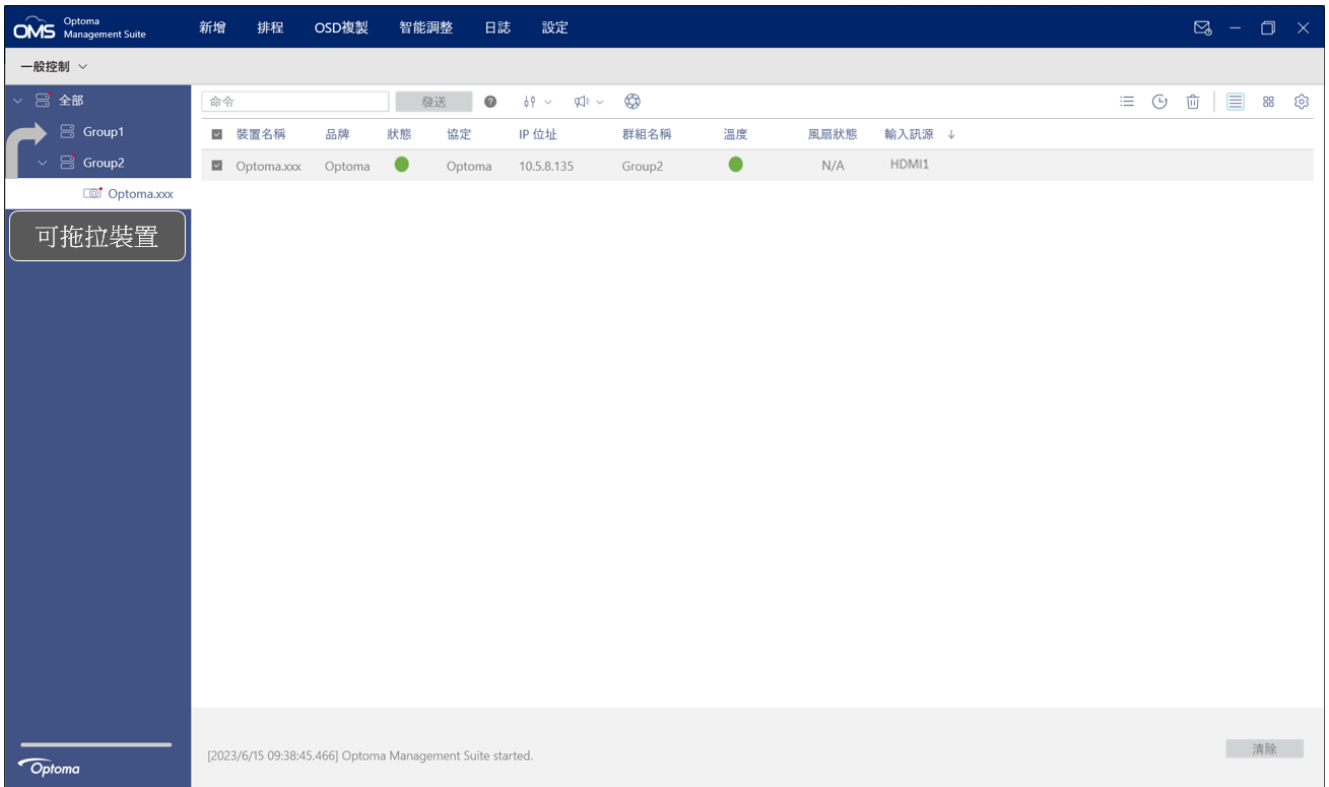 OMS Optoma Management Suite 新增 排程 OSD複製 智能調整 日誌 設定
一般控制
全部
Group1
Group2
Optoma.xxx
可拖拉裝置
Optoma
命令 發送 ?
裝置名稱 品牌 狀態 協定 IP 位址 群組名稱 溫度 風扇狀態 輸入訊源 ↓
Optoma.xxx Optoma Optoma 10.5.8.135 Group2 N/A HDMI1
[2023/6/15 09:38:45.466] Optoma Management Suite started.
清除